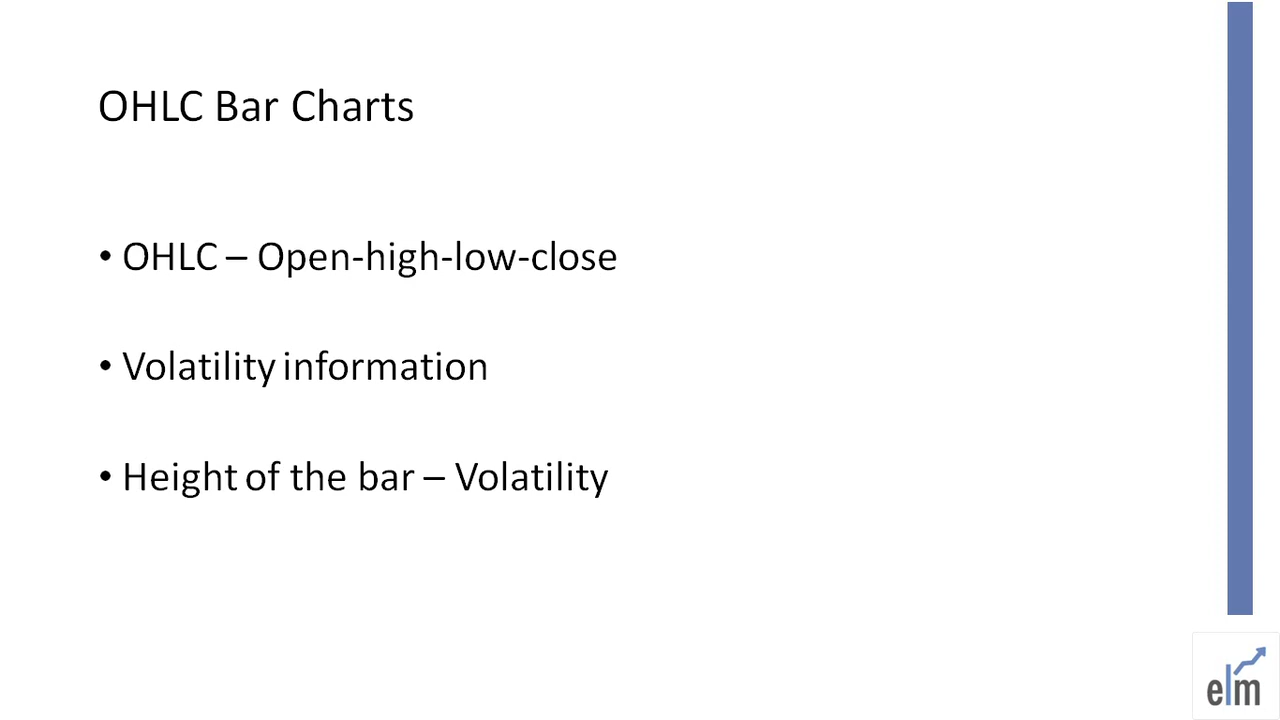 OHLC Bar Charts
• OHLC – Open-high-low-close
• Volatility information
• Height of the bar – Volatility
elm